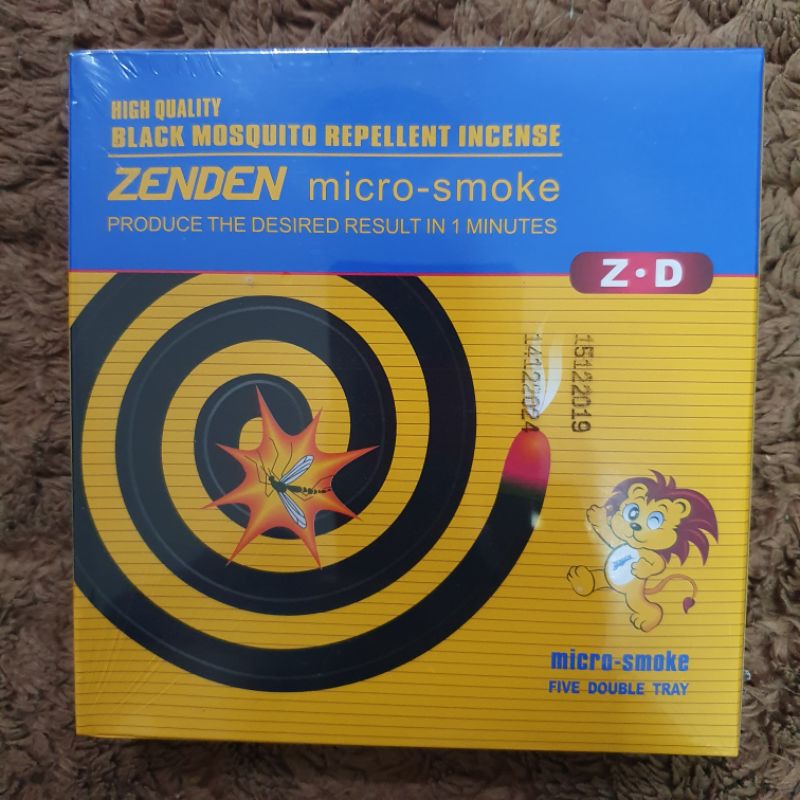 HIGH QUALITY
BLACK MOSQUITO REPELLENT INCENSE
ZENDEN micro-smoke
PRODUCE THE DESIRED RESULT IN 1 MINUTES
Z·D
15122019
14122024
micro-smoke
FIVE DOUBLE TRAY